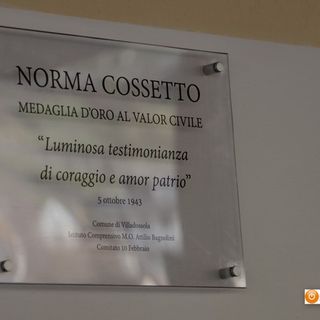 NORMA COSSETTO
MEDAGLIA D'ORO AL VALOR CIVILE
“Luminosa testimonianza
di coraggio e amor patrio”
5 ottobre 1943
Comune di Villadossola
Istituto Comprensivo M.O. Attilio Bagnolini
Comitato 10 Febbraio